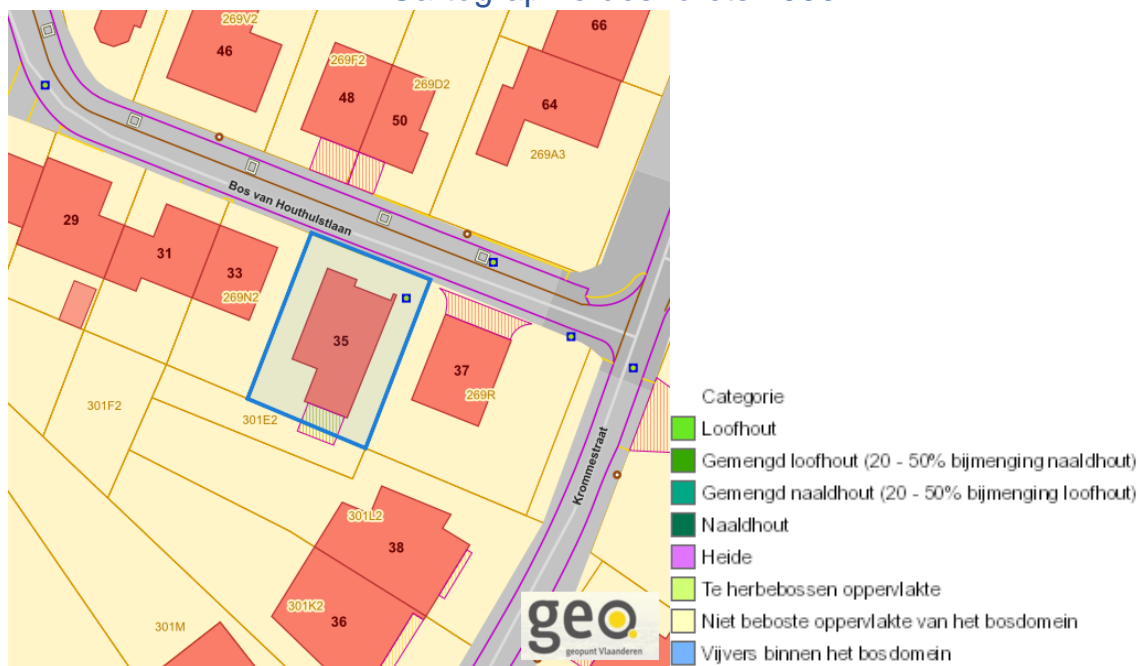 269V2
46
269F2
48
269D2
50
66
64
269A3
Bos van Houthulstlaan
29
31
33
269N2
35
37
269R
301F2
301E2
Krommestraat
301L2
38
301K2
36
301M
geo.
geopunt Vlaanderen
Categorie
Loofhout
Gemengd loofhout (20 - 50% bijmenging naaldhout)
Gemengd naaldhout (20 - 50% bijmenging loofhout)
Naaldhout
Heide
Te herbebossen oppervlakte
Niet beboste oppervlakte van het bosdomein
Vijvers binnen het bosdomein